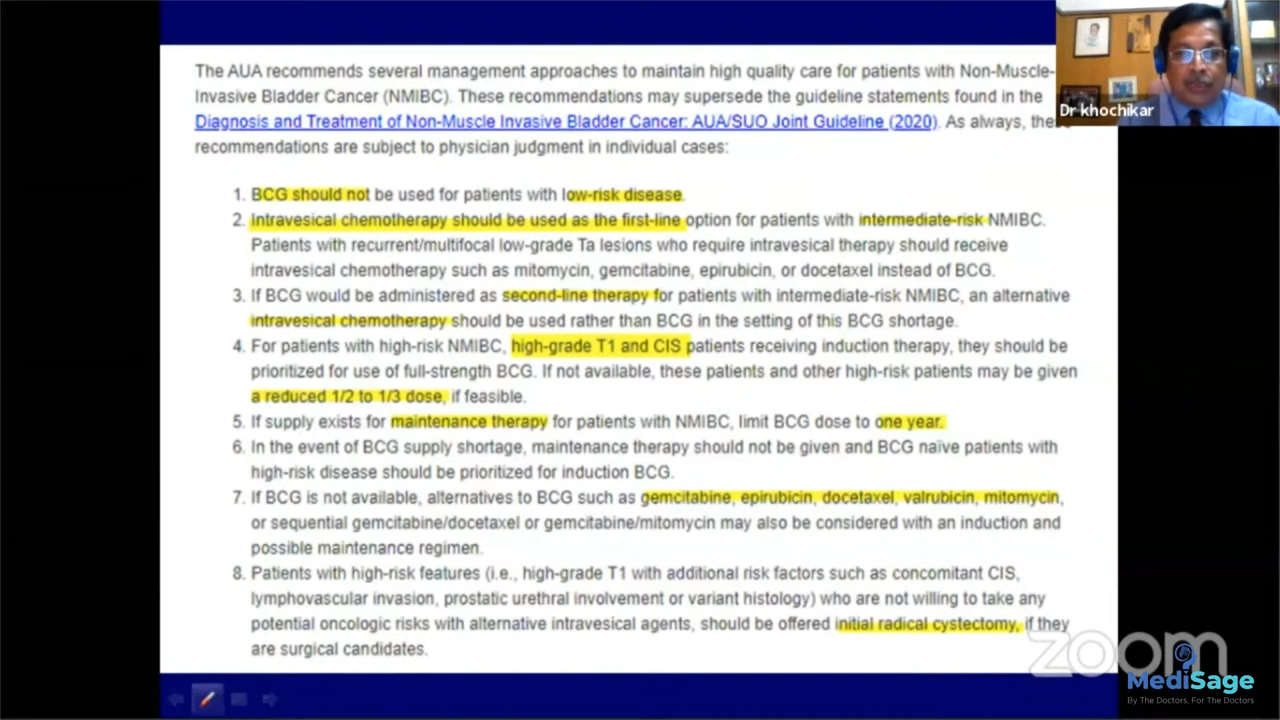 The AUA recommends several management approaches to maintain high quality care for patients with Non-Muscle-
Invasive Bladder Cancer (NMIBC). These recommendations may supersede the guideline statements found in the
Diagnosis and Treatment of Non-Muscle Invasive Bladder Cancer: AUA/SUO Joint Guideline (2020). As always, these
recommendations are subject to physician judgment in individual cases:
1. BCG should not be used for patients with low-risk disease.
2. Intravesical chemotherapy should be used as the first-line option for patients with intermediate-risk NMIBC.
Patients with recurrent/multifocal low-grade Ta lesions who require intravesical therapy should receive
intravesical chemotherapy such as mitomycin, gemcitabine, epirubicin, or docetaxel instead of BCG.
3. If BCG would be administered as second-line therapy for patients with intermediate-risk NMIBC, an alternative
intravesical chemotherapy should be used rather than BCG in the setting of this BCG shortage.
4. For patients with high-risk NMIBC, high-grade T1 and CIS patients receiving induction therapy, they should be
prioritized for use of full-strength BCG. If not available, these patients and other high-risk patients may be given
a reduced 1/2 to 1/3 dose, if feasible.
5. If supply exists for maintenance therapy for patients with NMIBC, limit BCG dose to one year.
6. In the event of BCG supply shortage, maintenance therapy should not be given and BCG naïve patients with
high-risk disease should be prioritized for induction BCG.
7. If BCG is not available, alternatives to BCG such as gemcitabine, epirubicin, docetaxel, valrubicin, mitomycin,
or sequential gemcitabine/docetaxel or gemcitabine/mitomycin may also be considered with an induction and
possible maintenance regimen.
8. Patients with high-risk features (i.e., high-grade T1 with additional risk factors such as concomitant CIS,
lymphovascular invasion, prostatic urethral involvement or variant histology) who are not willing to take any
potential oncologic risks with alternative intravesical agents, should be offered initial radical cystectomy, if they
are surgical candidates.
Dr khochikar
zoom
MediSage
By The Doctors, For The Doctors